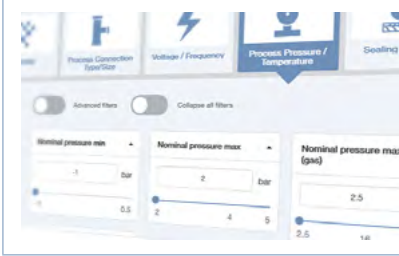 Process Connection
Type/Size
Voltage / Frequency
Process Pressure /
Temperature
Sealing
Advanced filters
Collapse all filters
Nominal pressure min
-1
bar
-1
0.5
Nominal pressure max
2
bar
2
4
5
Nominal pressure max
(gas)
2.5
2.5
16